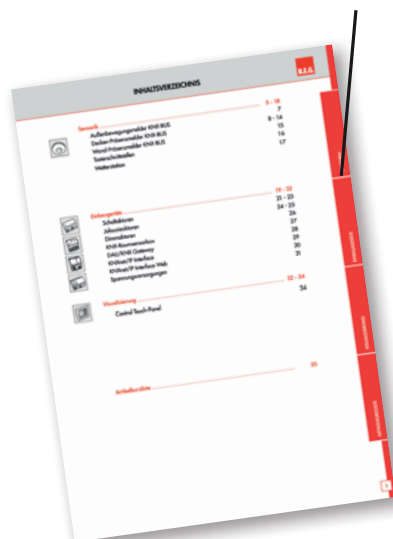 INHALTSVERZEICHNIS
B.E.G.
Sensorik 5 - 18
Außenbewegungsmelder KNX-BUS 7
Decken-Präsenzmelder KNX-BUS 8 - 14
Wand-Präsenzmelder KNX-BUS 15
Tasterschnittstellen 16
Wetterstation 17
Einbaugeräte 19 - 32
Schaltaktoren 21 - 23
Jalousieaktoren 24 - 25
Dimmaktoren 26
KNX-Raumsensorbox 27
DALI/KNX Gateway 28
KNXnet/IP Interface 29
KNXnet/IP Interface Web 30
Spannungsversorgungen 31
Visualisierung 32 - 34
Control Touch-Panel 34
Artikelkurzliste 35